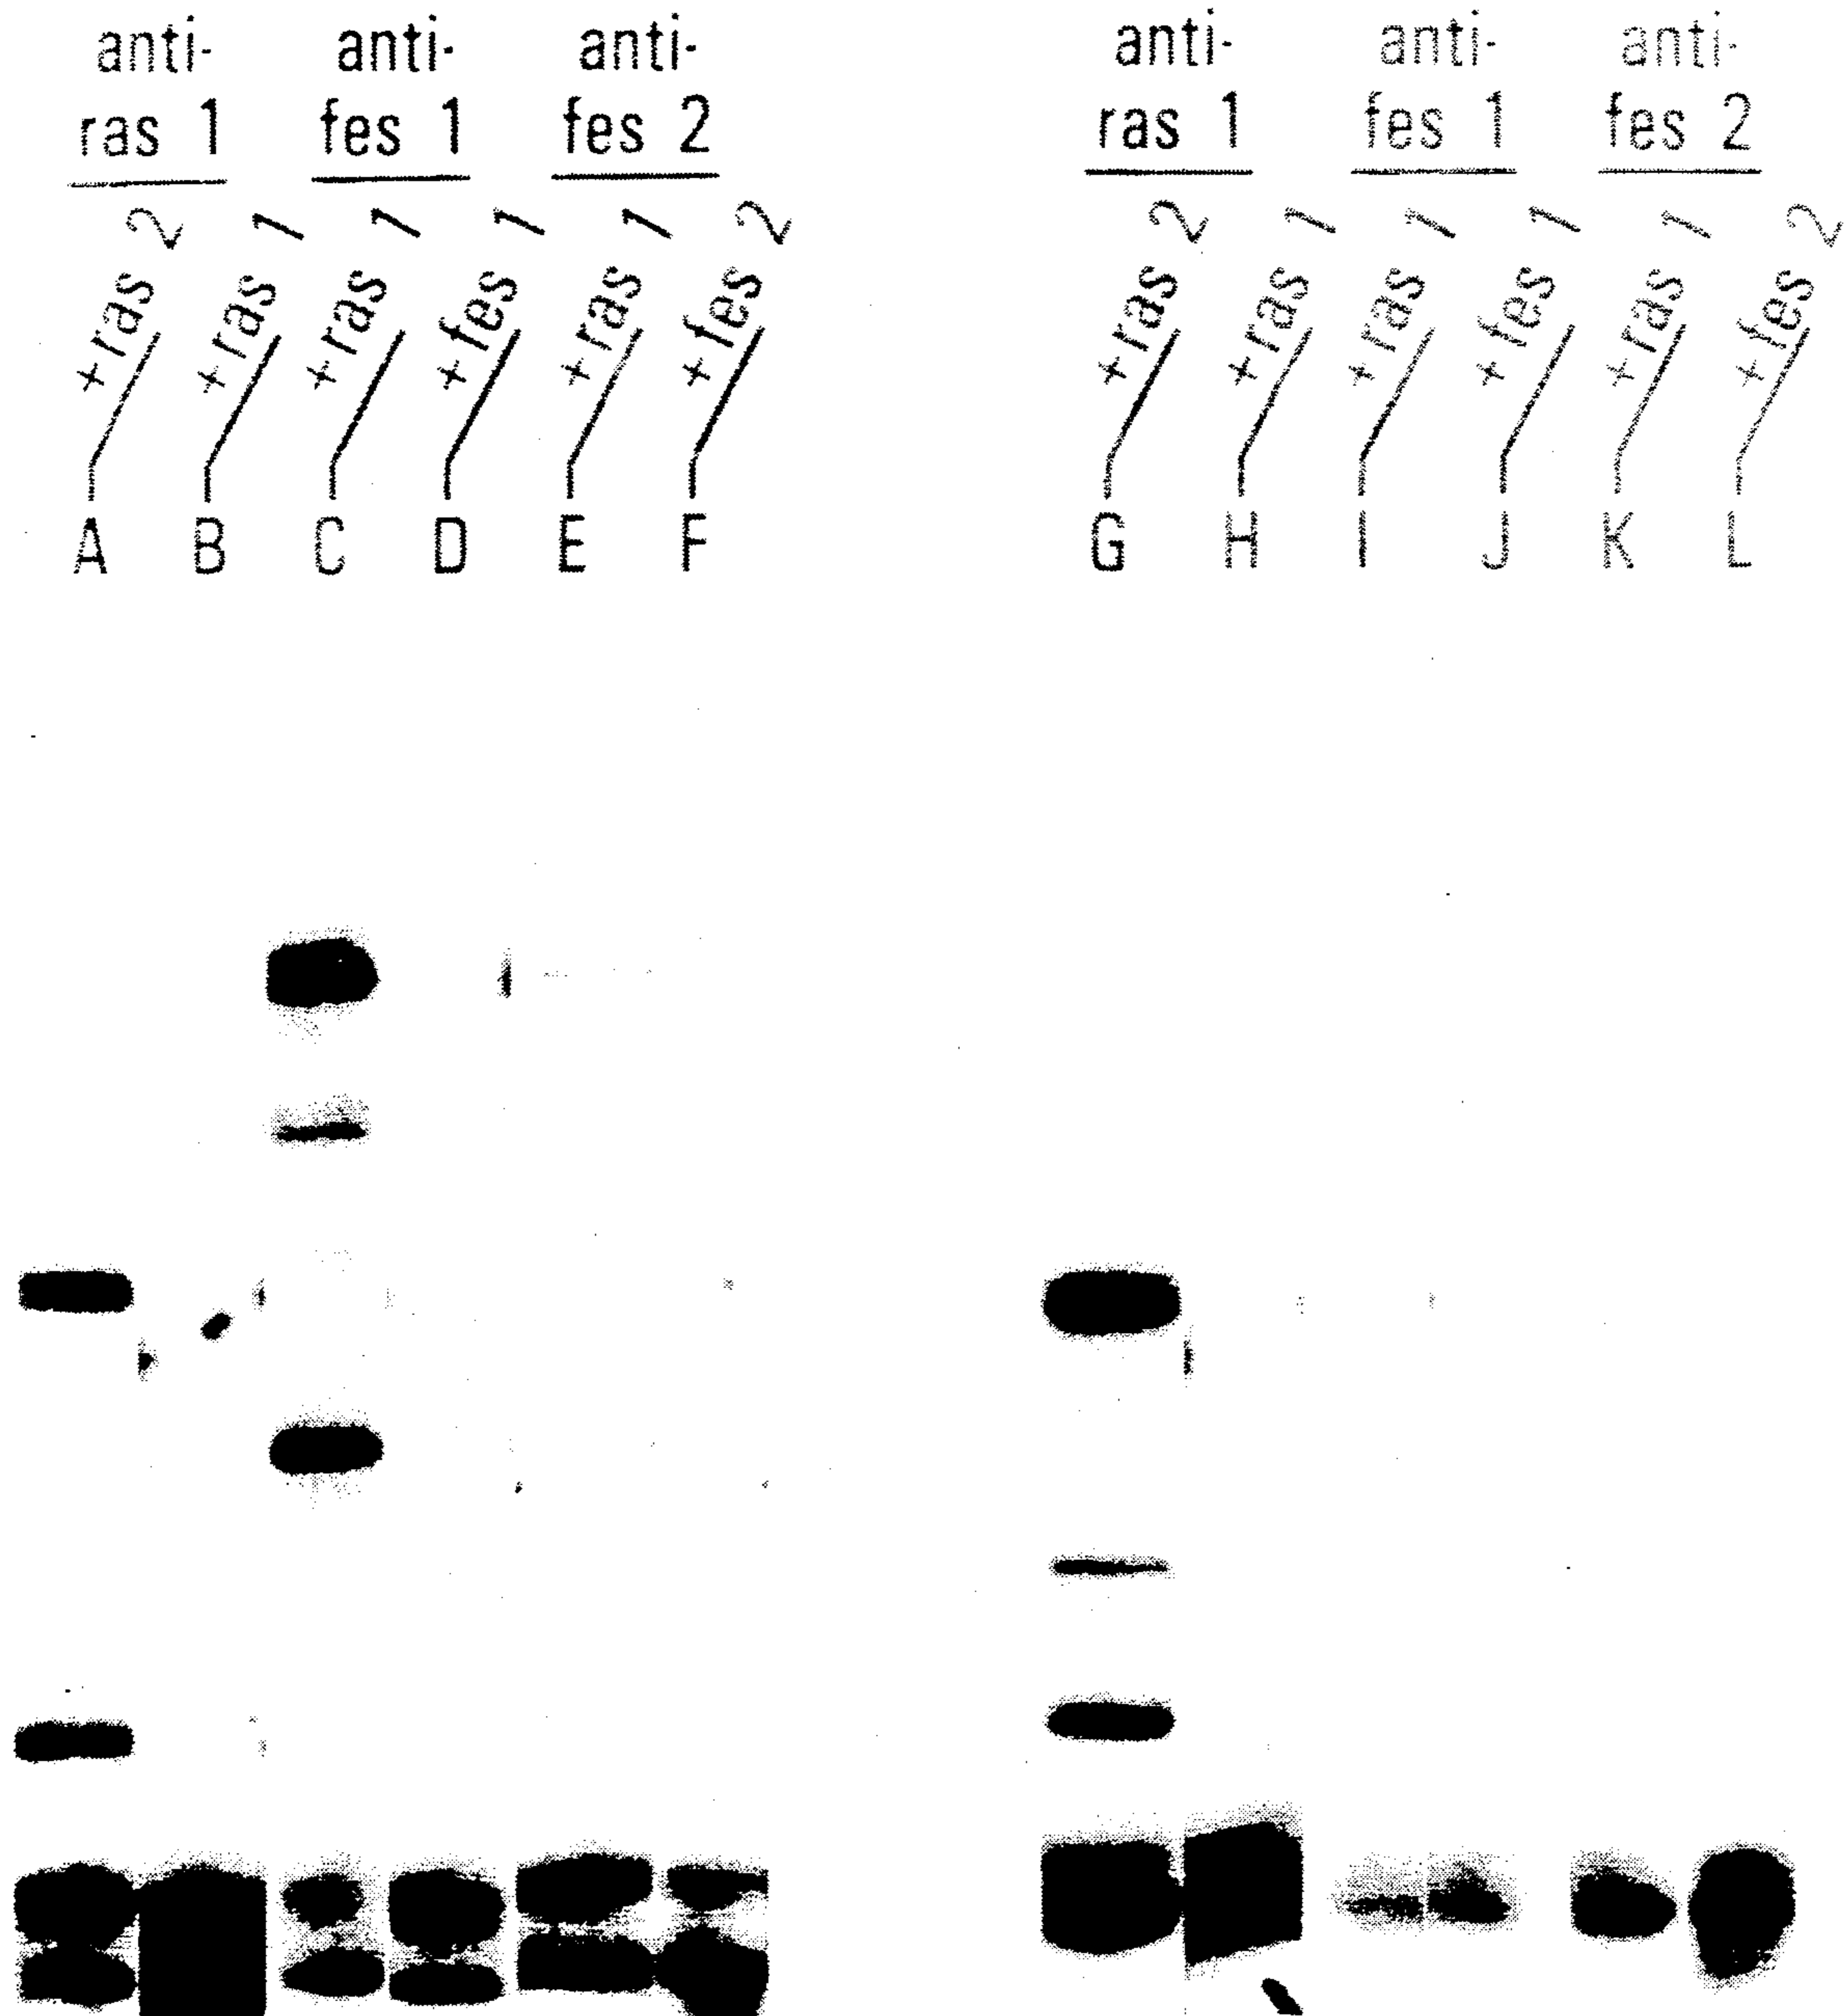 anti- anti- anti- anti- anti- anti-
ras 1 fes 1 fes 2 ras 1 fes 1 fes 2
+ras 2 +ras 1 +ras 1 +fes 1 +ras 1 +fes 2 +ras 2 +ras 1 +ras 1 +fes 1 +ras 1 +fes 2
A B C D E F G H I J K L